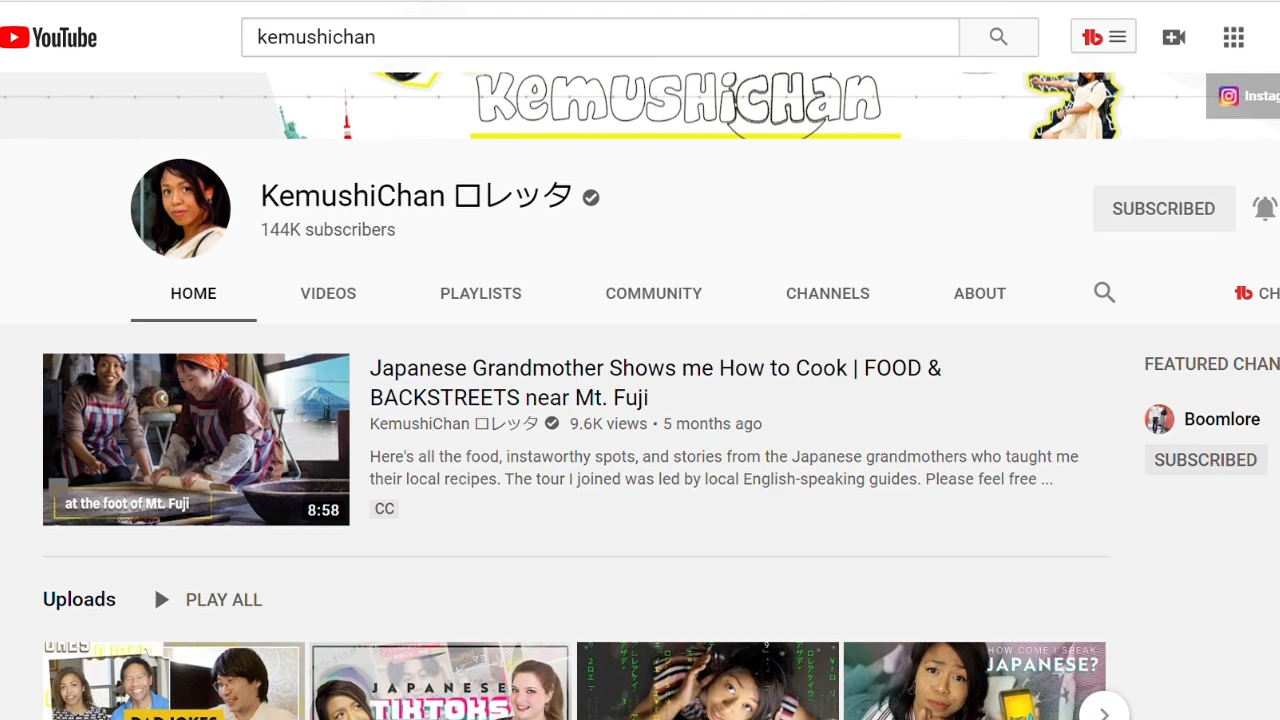 YouTube
kemushichan
KEMUSHiCHan
KemushiChan ロレッタ
144K subscribers
SUBSCRIBED
HOME
VIDEOS
PLAYLISTS
COMMUNITY
CHANNELS
ABOUT
CH
Japanese Grandmother Shows me How to Cook | FOOD &
BACKSTREETS near Mt. Fuji
KemushiChan ロレッタ 9.6K views • 5 months ago
Here's all the food, instaworthy spots, and stories from the Japanese grandmothers who taught me
their local recipes. The tour I joined was led by local English-speaking guides. Please feel free ...
CC
at the foot of Mt. Fuji
8:58
FEATURED CHAN
Boomlore
SUBSCRIBED
Uploads
PLAY ALL
DAD JOKES
JAPANESE
TIKTOKS
HOW COME I SPEAK
JAPANESE?